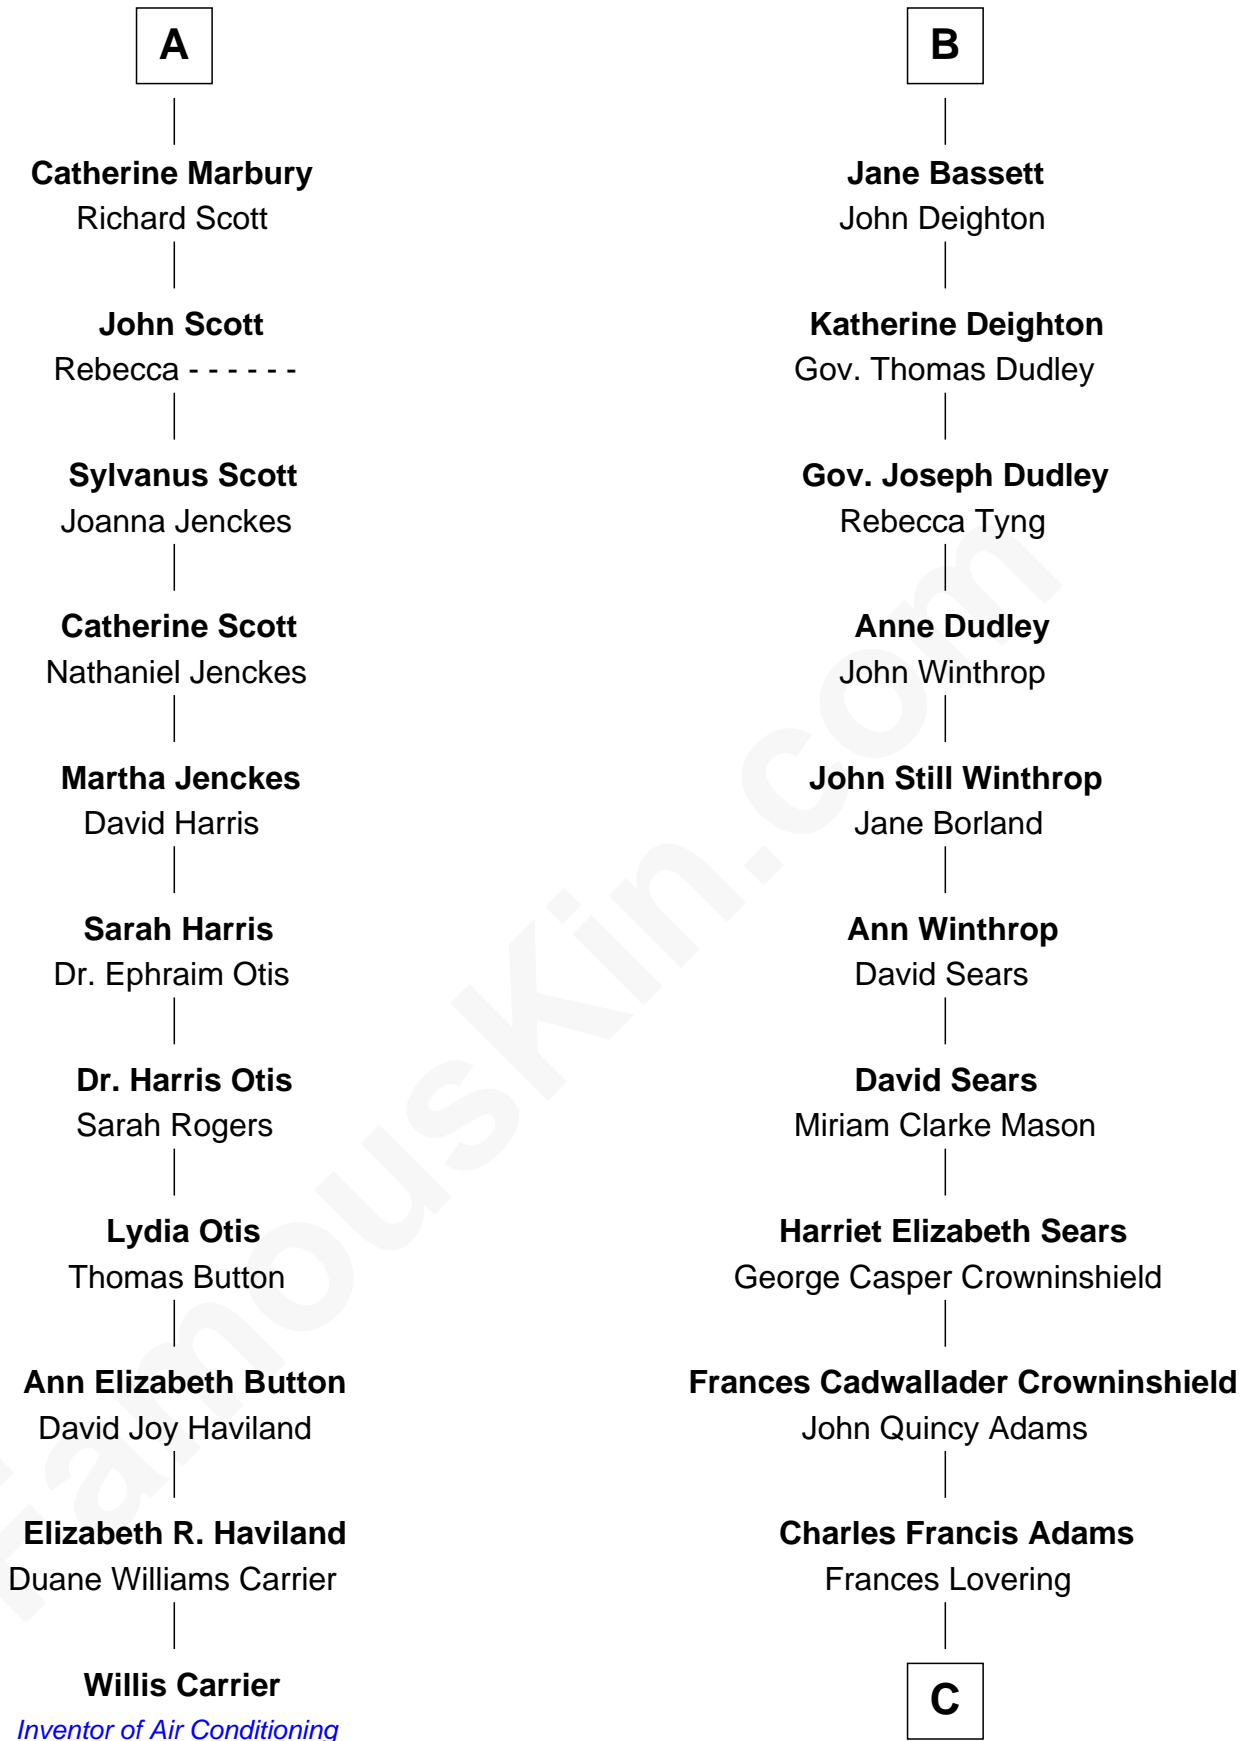 A
Catherine Marbury
Richard Scott
John Scott
Rebecca - - - - - -
Sylvanus Scott
Joanna Jenckes
Catherine Scott
Nathaniel Jenckes
Martha Jenckes
David Harris
Sarah Harris
Dr. Ephraim Otis
Dr. Harris Otis
Sarah Rogers
Lydia Otis
Thomas Button
Ann Elizabeth Button
David Joy Haviland
Elizabeth R. Haviland
Duane Williams Carrier
Willis Carrier
Inventor of Air Conditioning
B
Jane Bassett
John Deighton
Katherine Deighton
Gov. Thomas Dudley
Gov. Joseph Dudley
Rebecca Tyng
Anne Dudley
John Winthrop
John Still Winthrop
Jane Borland
Ann Winthrop
David Sears
David Sears
Miriam Clarke Mason
Harriet Elizabeth Sears
George Casper Crowninshield
Frances Cadwallader Crowninshield
John Quincy Adams
Charles Francis Adams
Frances Lovering
C
FamousKin.com